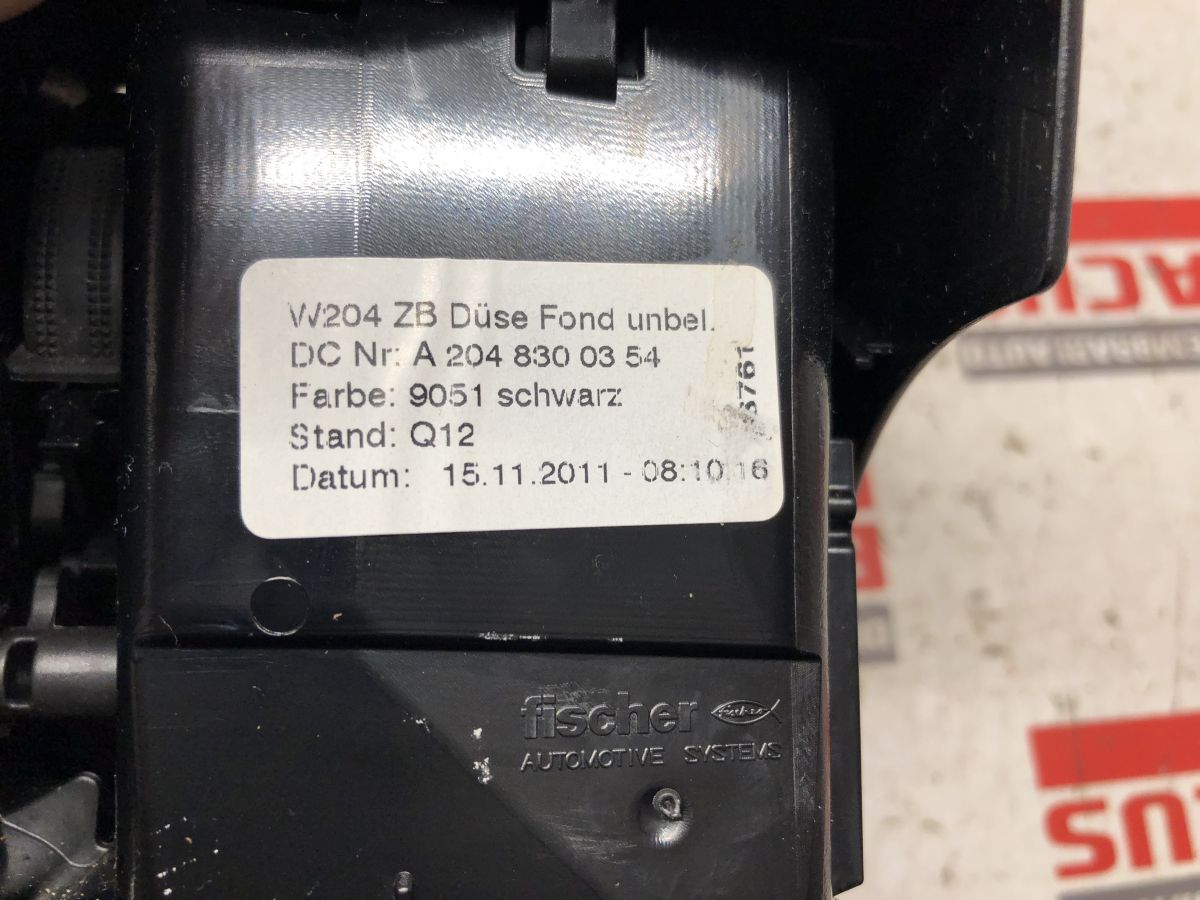 W204 ZB Düse Fond unbel.
DC Nr: A 204 830 03 54
Farbe: 9051 schwarz
Stand: Q12
Datum: 15.11.2011 - 08:10:16
fischer
AUTOMOTIVE SYSTEMS